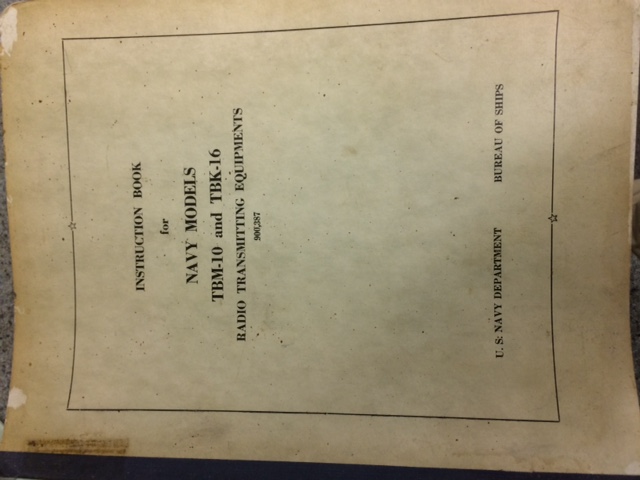 INSTRUCTION BOOK
for
NAVY MODELS
TBM-10 and TBK-16
RADIO TRANSMITTING EQUIPMENTS
900,387
U. S. NAVY DEPARTMENT BUREAU OF SHIPS